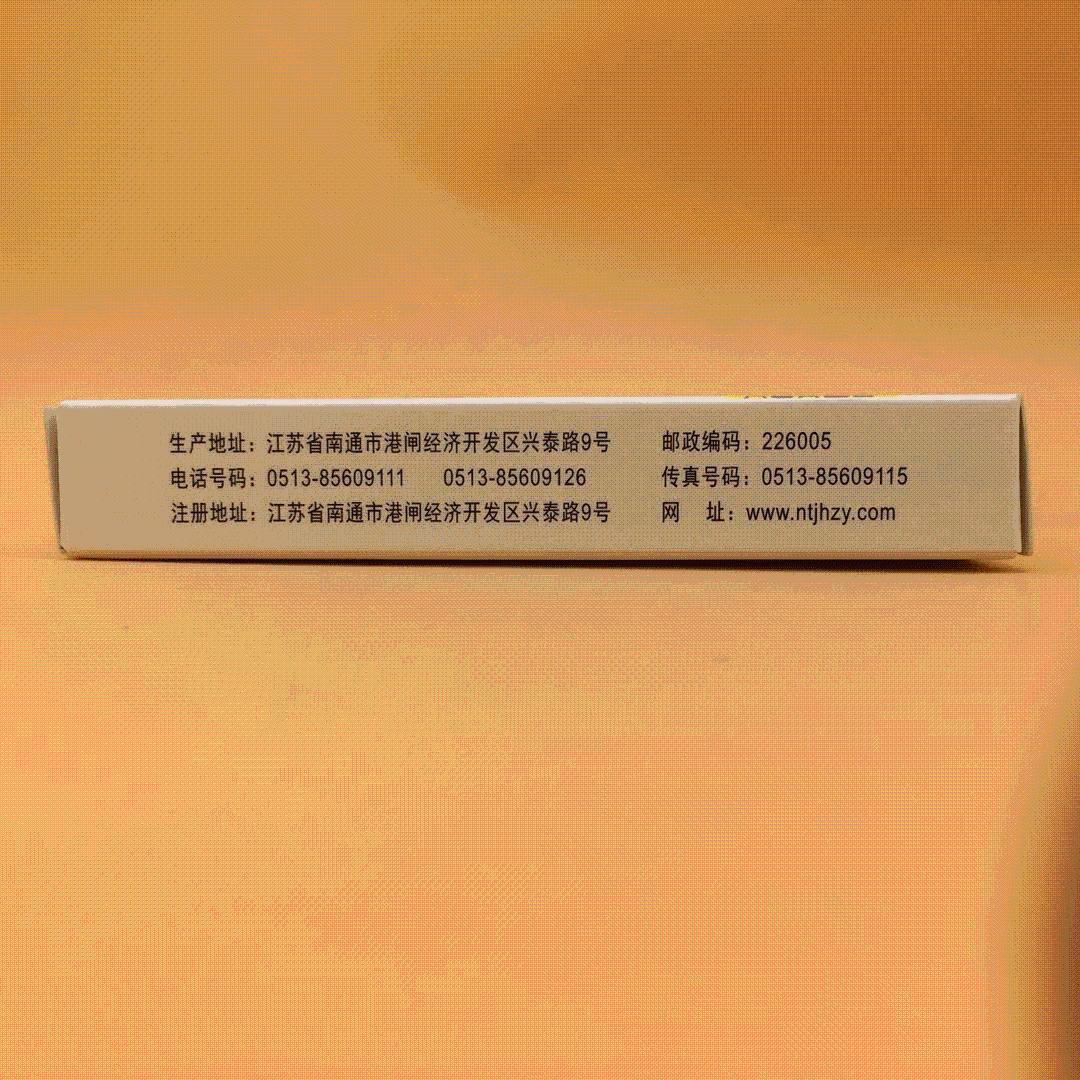 生产地址：江苏省南通市港闸经济开发区兴泰路9号 邮政编码：226005
电话号码：0513-85609111 0513-85609126 传真号码：0513-85609115
注册地址：江苏省南通市港闸经济开发区兴泰路9号 网 址：www.ntjhzy.com